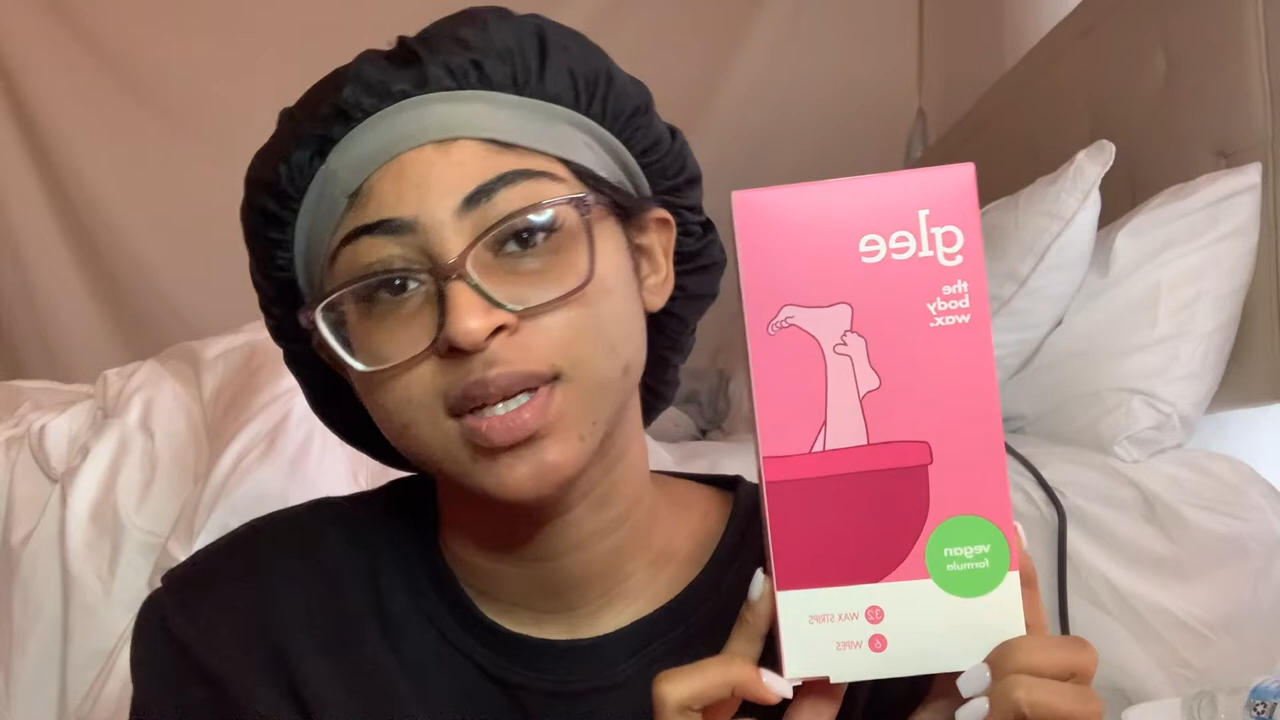 glee
the
body
wax.
vegan
formula
32 WAX STRIPS
6 WIPES